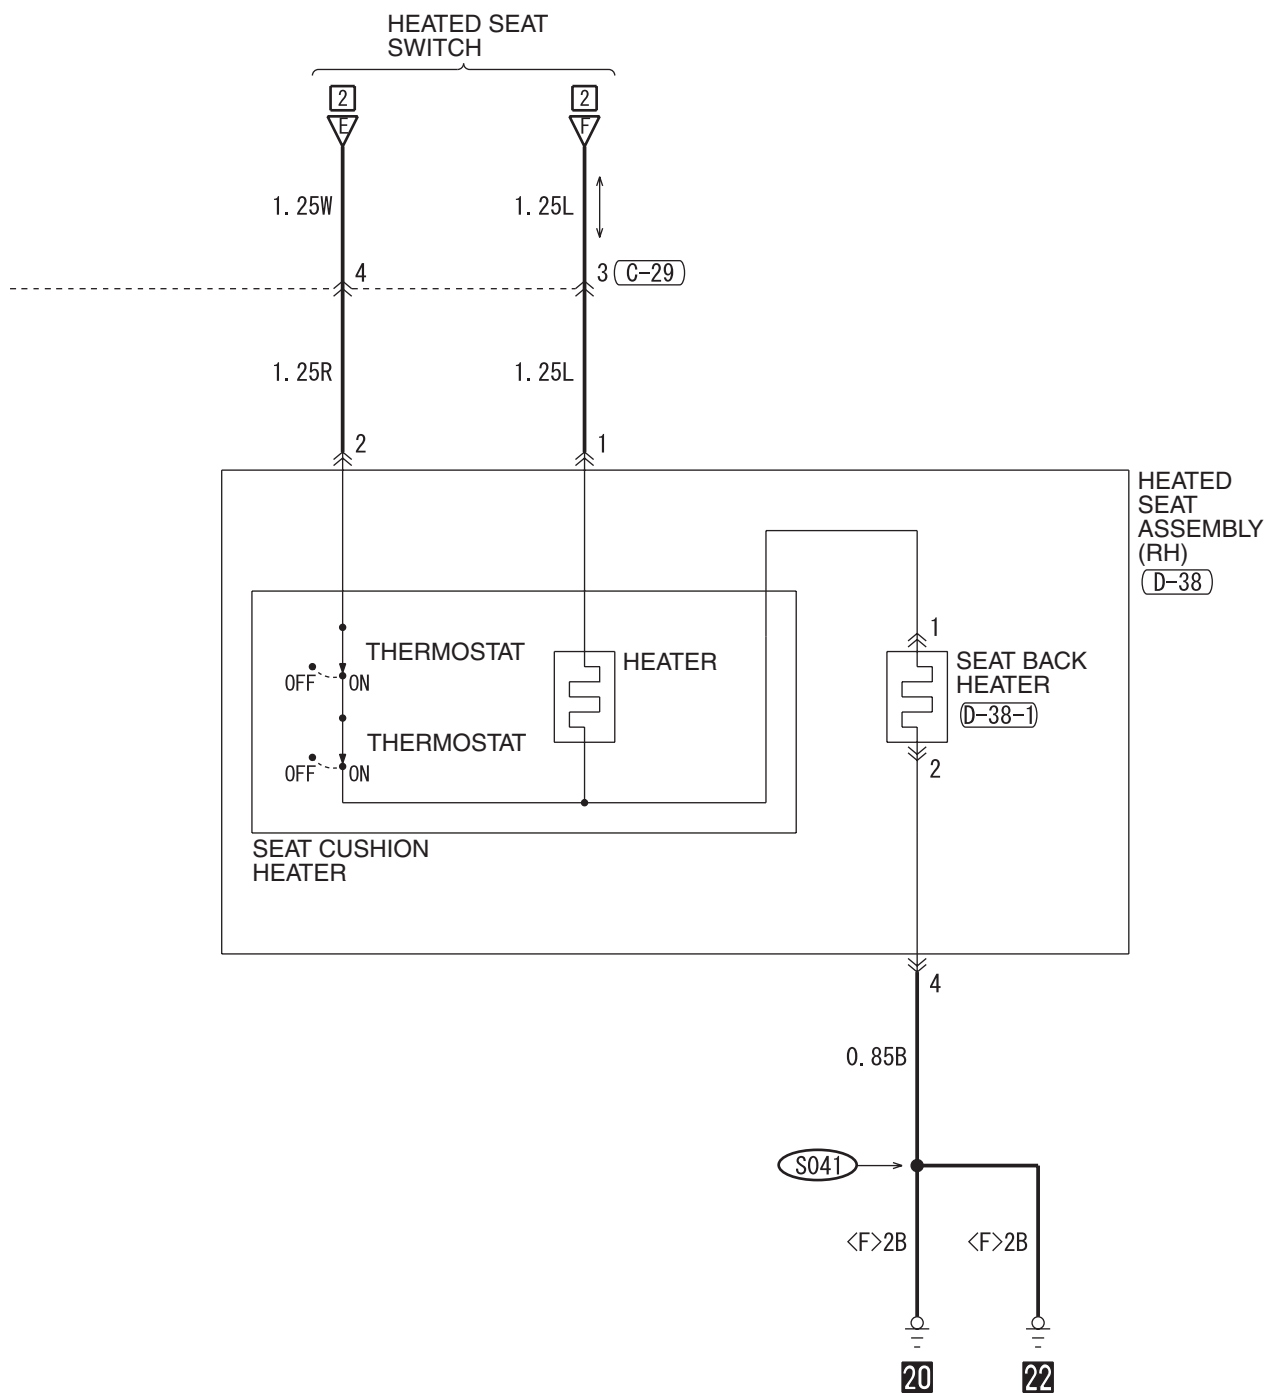 HEATED SEAT
SWITCH
2
2
E
F
1.25W
1.25L
4
3
C-29
1.25R
1.25L
2
1
HEATED
SEAT
ASSEMBLY
(RH)
D-38
1
THERMOSTAT
HEATER
SEAT BACK
HEATER
OFF
ON
D-38-1
THERMOSTAT
OFF
ON
2
SEAT CUSHION
HEATER
4
0.85B
S041
<F>2B
<F>2B
20
22